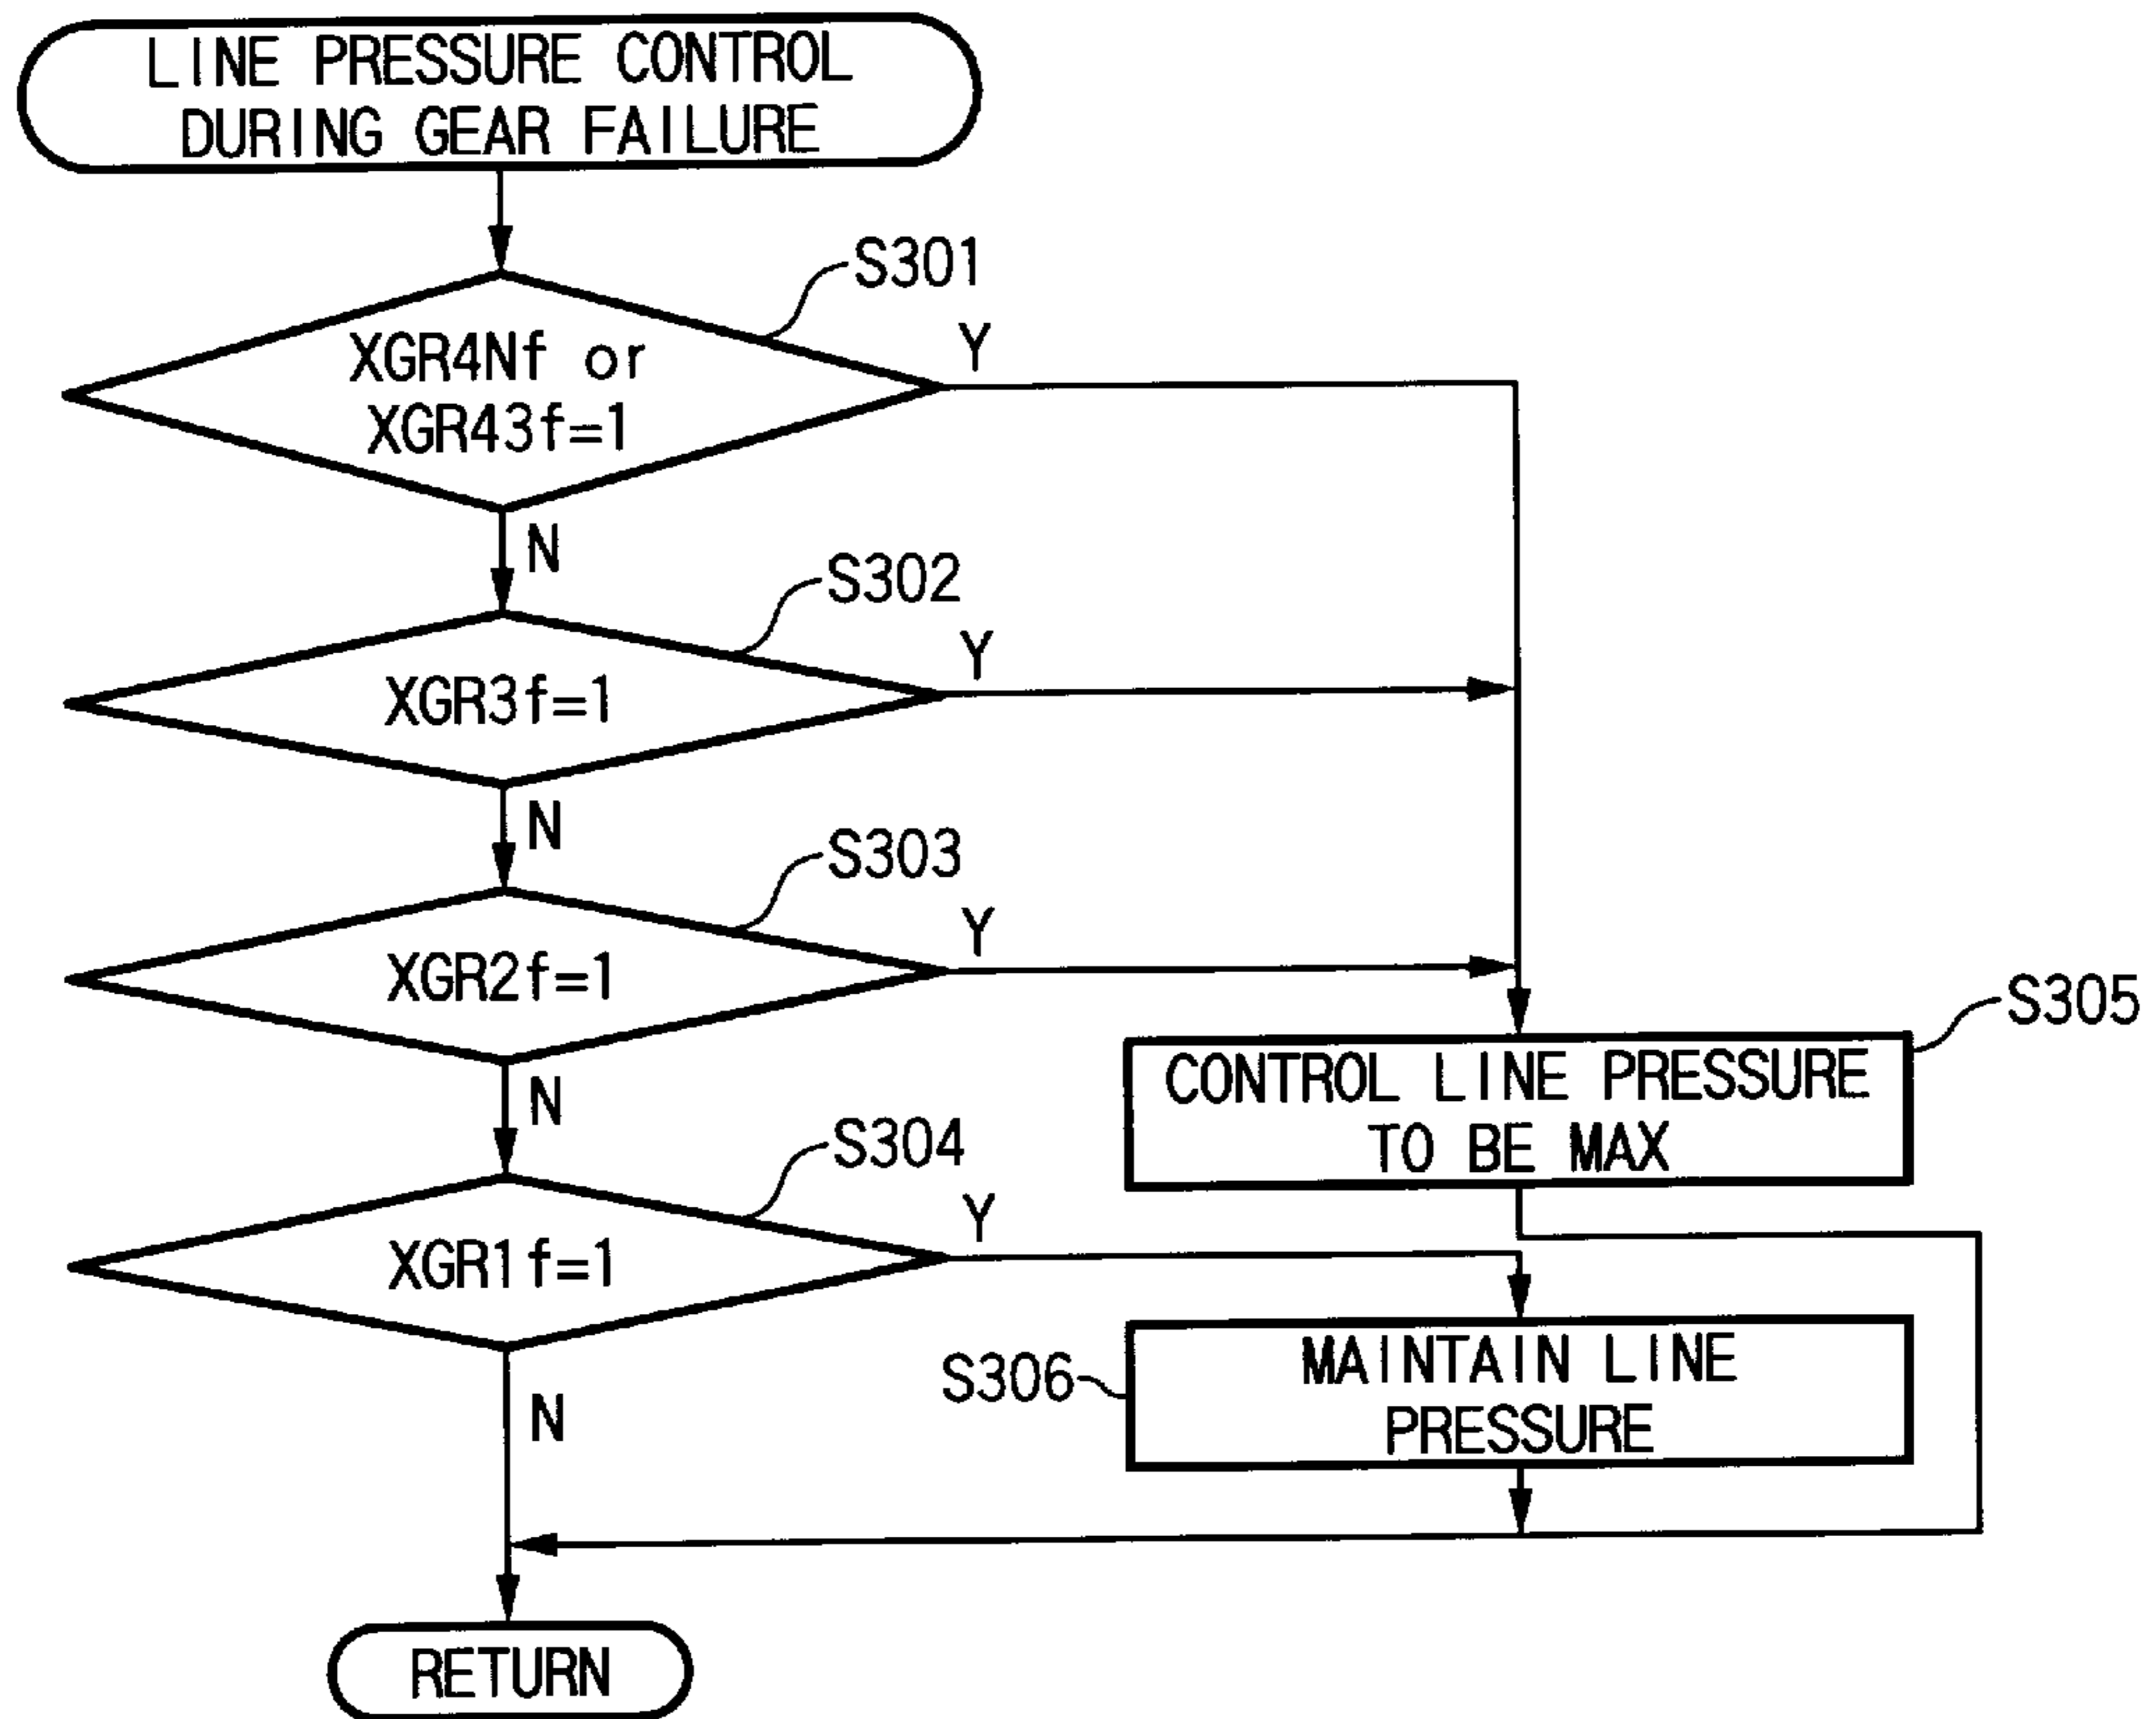 LINE PRESSURE CONTROL
DURING GEAR FAILURE
S301
XGR4Nf or
XGR43f=1
Y
N
S302
XGR3f=1
Y
N
S303
XGR2f=1
Y
N
S305
CONTROL LINE PRESSURE
TO BE MAX
S304
XGR1f=1
Y
N
S306
MAINTAIN LINE
PRESSURE
RETURN